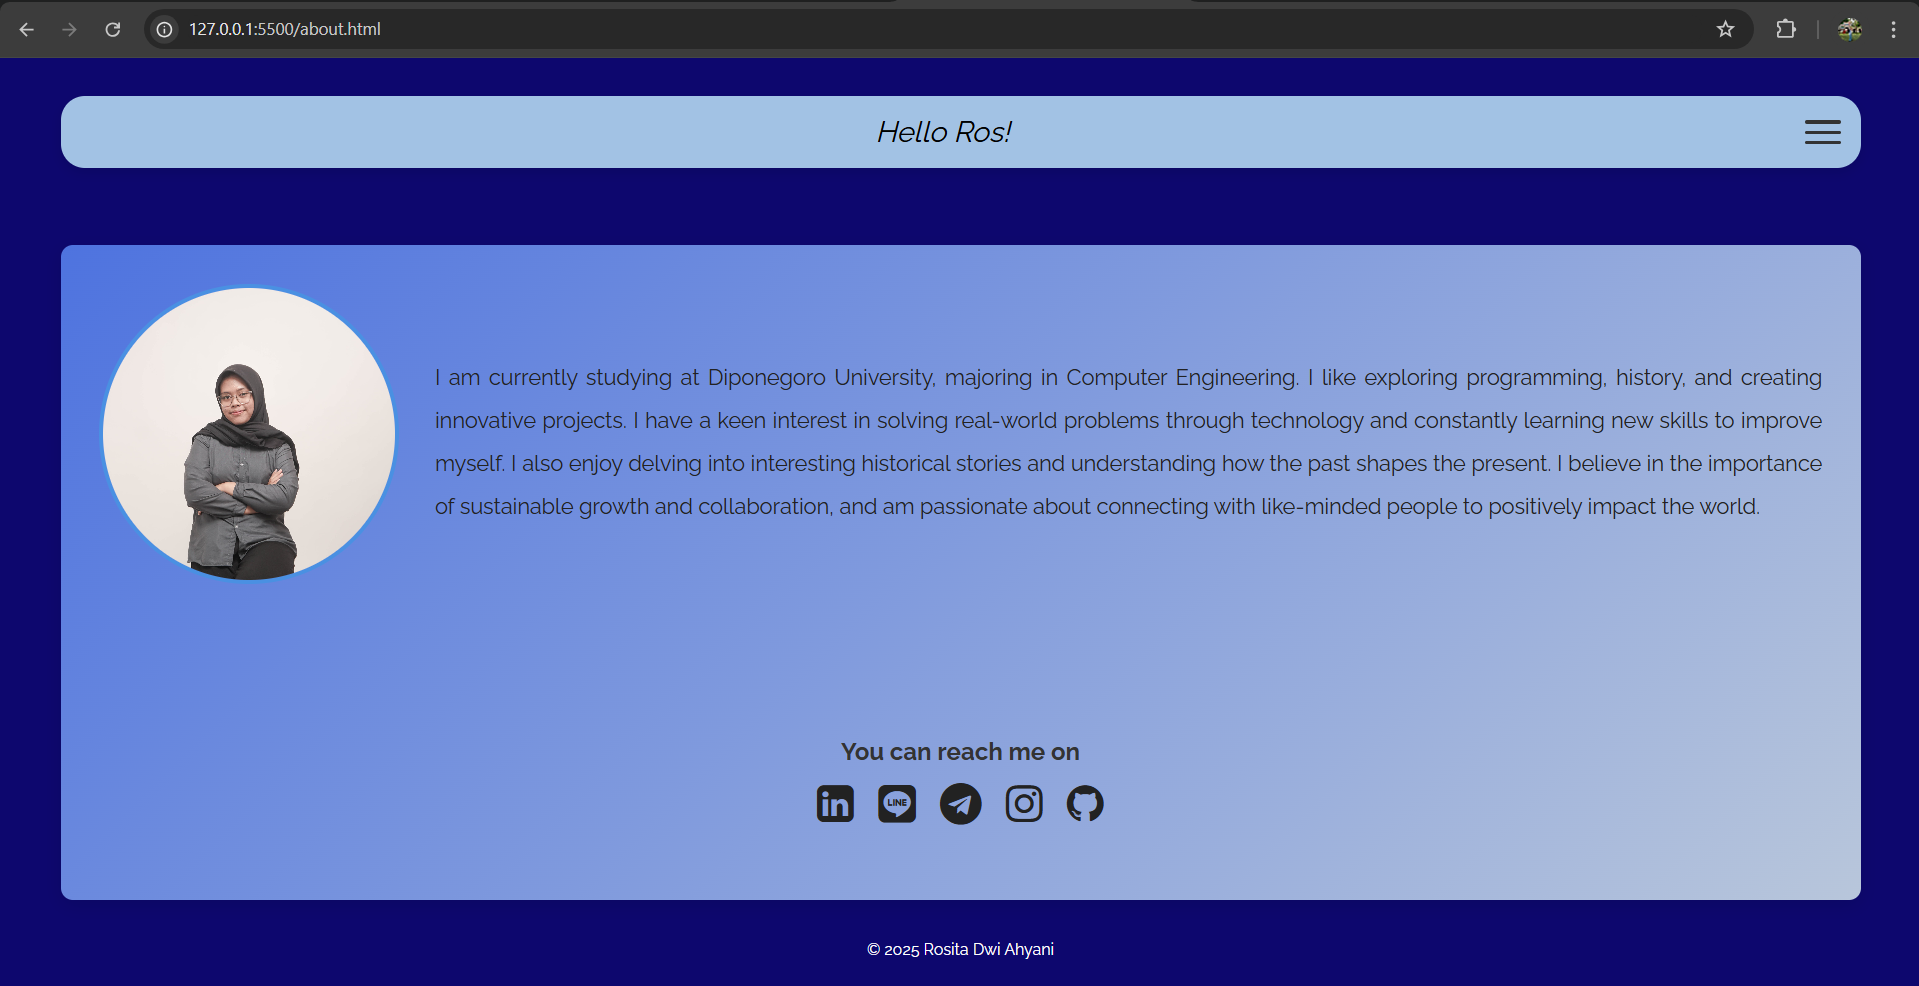 127.0.0.1:5500/about.html
Hello Ros!
I am currently studying at Diponegoro University, majoring in Computer Engineering. I like exploring programming, history, and creating
innovative projects. I have a keen interest in solving real-world problems through technology and constantly learning new skills to improve
myself. I also enjoy delving into interesting historical stories and understanding how the past shapes the present. I believe in the importance
of sustainable growth and collaboration, and am passionate about connecting with like-minded people to positively impact the world.
You can reach me on
in
LINE
© 2025 Rosita Dwi Ahyani